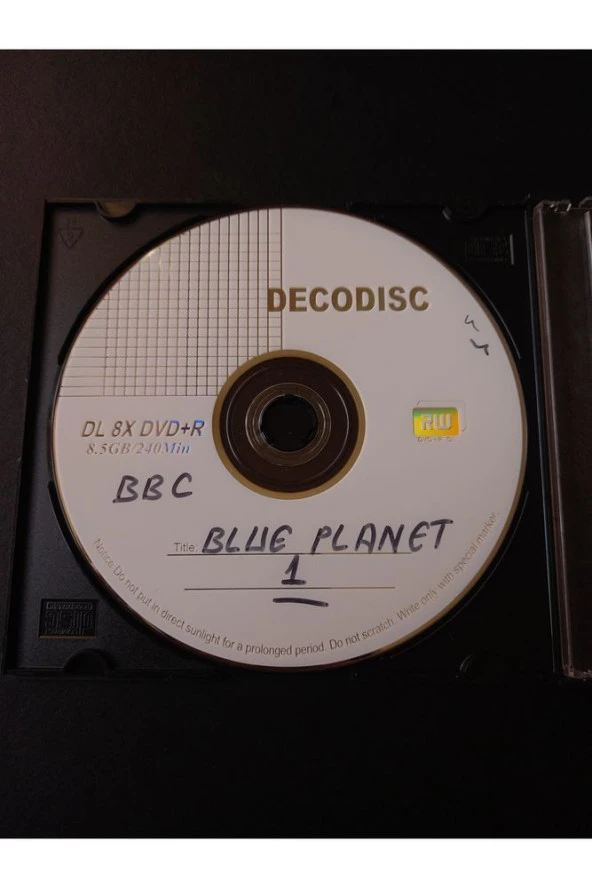 DECODISC
RW
DL 8X DVD+R
8.5GB/240Min
BBC
Title: BLUE PLANET
1
Notice: Do not put in direct sunlight for a prolonged period. Do not scratch. Write only with special marker.